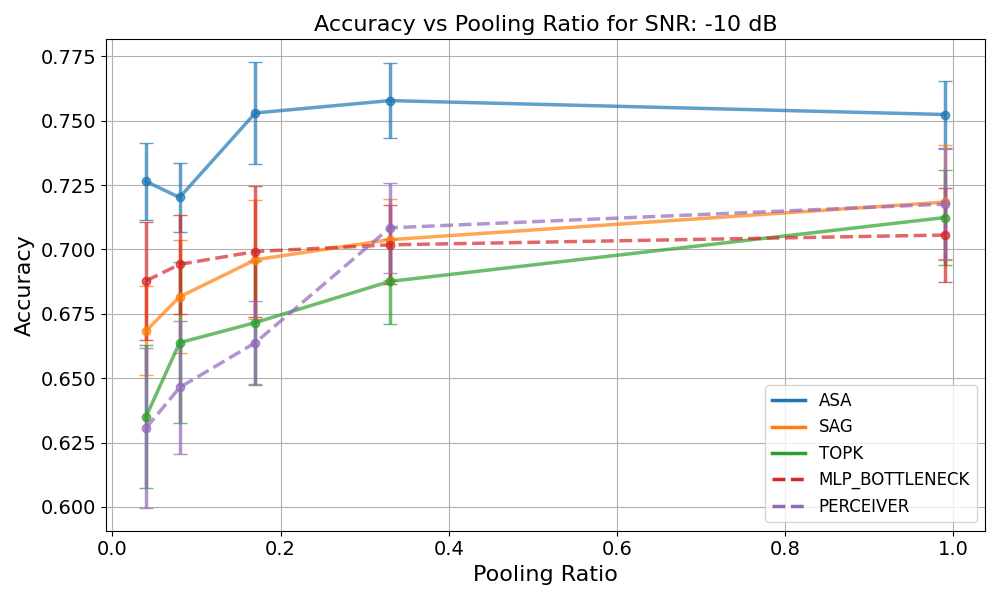 Accuracy vs Pooling Ratio for SNR: -10 dB
0.775
0.750
0.725
0.700
0.675
0.650
0.625
0.600
Accuracy
0.0 0.2 0.4 0.6 0.8 1.0
Pooling Ratio
ASA
SAG
TOPK
MLP_BOTTLENECK
PERCEIVER